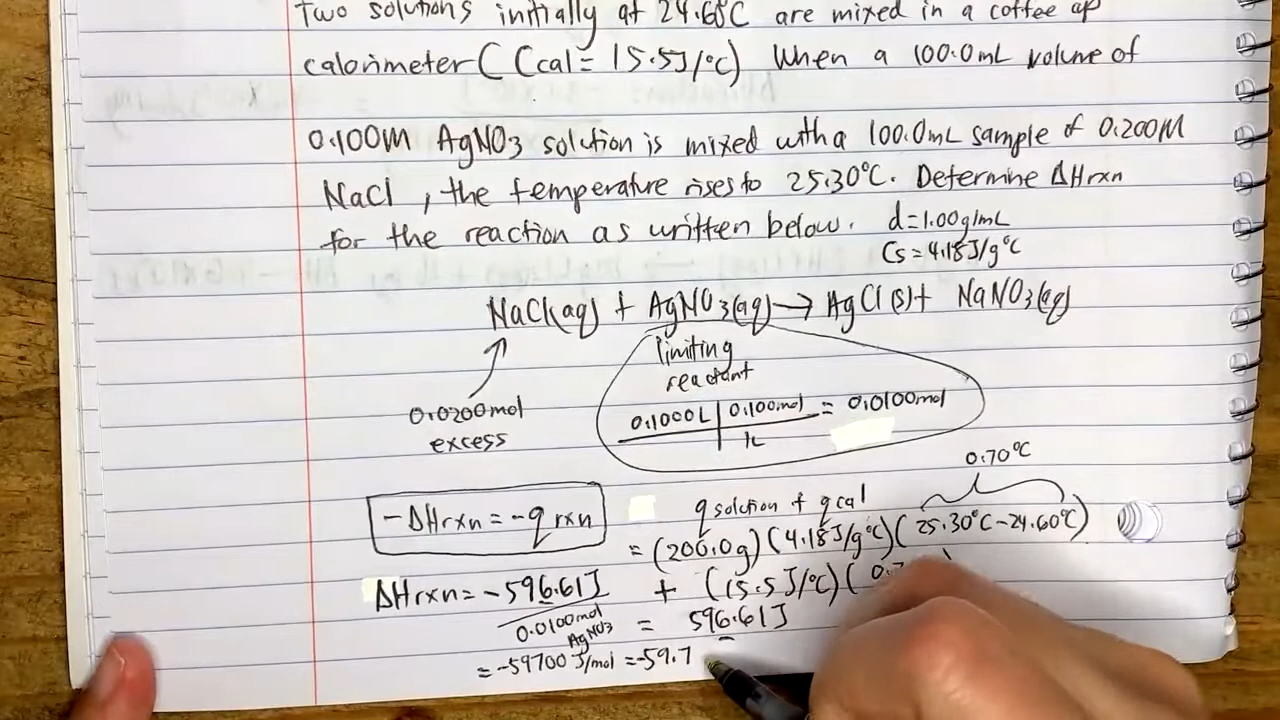 Two solutions initially at 24.60°C are mixed in a coffee cup
calorimeter (Ccal = 15.5J/°C) When a 100.0mL volume of
0.100M AgNO3 solution is mixed with a 100.0mL sample of 0.200M
NaCl, the temperature rises to 25.30°C. Determine ΔHrxn
for the reaction as written below. d=1.00g/mL
Cs=4.18J/g°C
NaCl(aq) + AgNO3(aq) → AgCl(s) + NaNO3(aq)
limiting
reactant
0.0200mol
excess
0.1000L | 0.100mol = 0.0100mol
1L
0.70°C
-ΔHrxn = -q rxn
q solution + q cal
= (200.0g)(4.18J/g°C)(25.30°C-24.60°C)
ΔHrxn = -596.61J
0.0100mol
AgNO3
+ (15.5J/°C)(0.7
= 596.61J
= -59700 J/mol = -59.7